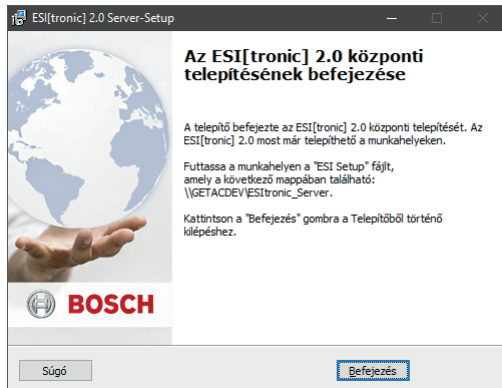 ESI[tronic] 2.0 Server-Setup
Az ESI[tronic] 2.0 központi
telepítésének befejezése
A telepítő befejezte az ESI[tronic] 2.0 központi telepítését. Az
ESI[tronic] 2.0 most már telepíthető a munkahelyeken.
Futtassa a munkahelyen a "ESI Setup" fájlt,
amely a következő mappában található:
\\GETACDEV\ESItronic_Server.
Kattintson a "Befejezés" gombra a Telepítőből történő
kilépéshez.
BOSCH
Súgó
Befejezés